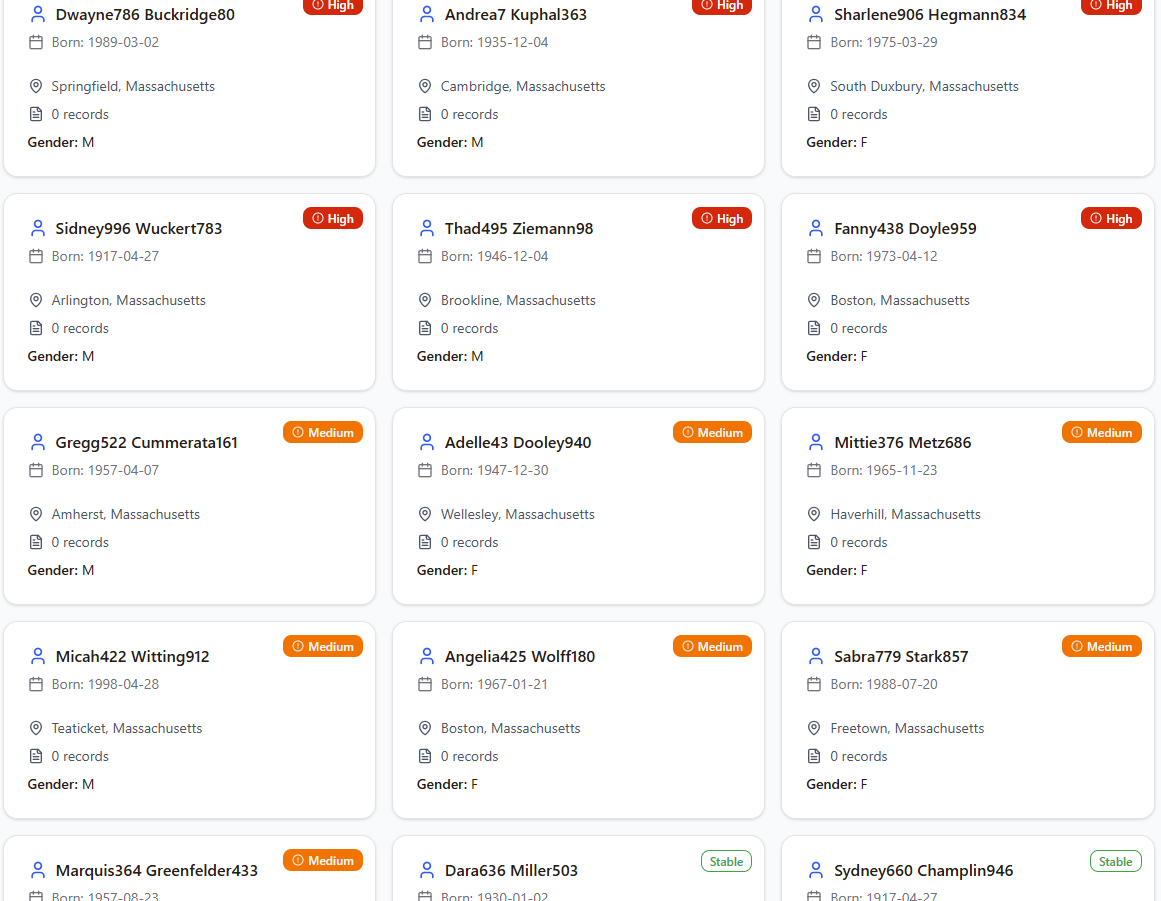 Dwayne786 Buckridge80
High
Born: 1989-03-02
Springfield, Massachusetts
0 records
Gender: M
Andrea7 Kuphal363
High
Born: 1935-12-04
Cambridge, Massachusetts
0 records
Gender: M
Sharlene906 Hegmann834
High
Born: 1975-03-29
South Duxbury, Massachusetts
0 records
Gender: F
Sidney996 Wuckert783
High
Born: 1917-04-27
Arlington, Massachusetts
0 records
Gender: M
Thad495 Ziemann98
High
Born: 1946-12-04
Brookline, Massachusetts
0 records
Gender: M
Fanny438 Doyle959
High
Born: 1973-04-12
Boston, Massachusetts
0 records
Gender: F
Gregg522 Cummerata161
Medium
Born: 1957-04-07
Amherst, Massachusetts
0 records
Gender: M
Adelle43 Dooley940
Medium
Born: 1947-12-30
Wellesley, Massachusetts
0 records
Gender: F
Mittie376 Metz686
Medium
Born: 1965-11-23
Haverhill, Massachusetts
0 records
Gender: F
Micah422 Witting912
Medium
Born: 1998-04-28
Teaticket, Massachusetts
0 records
Gender: M
Angelia425 Wolff180
Medium
Born: 1967-01-21
Boston, Massachusetts
0 records
Gender: F
Sabra779 Stark857
Medium
Born: 1988-07-20
Freetown, Massachusetts
0 records
Gender: F
Marquis364 Greenfelder433
Medium
Born: 1957-08-23
Dara636 Miller503
Stable
Born: 1930-01-02
Sydney660 Champlin946
Stable
Born: 1917-04-27